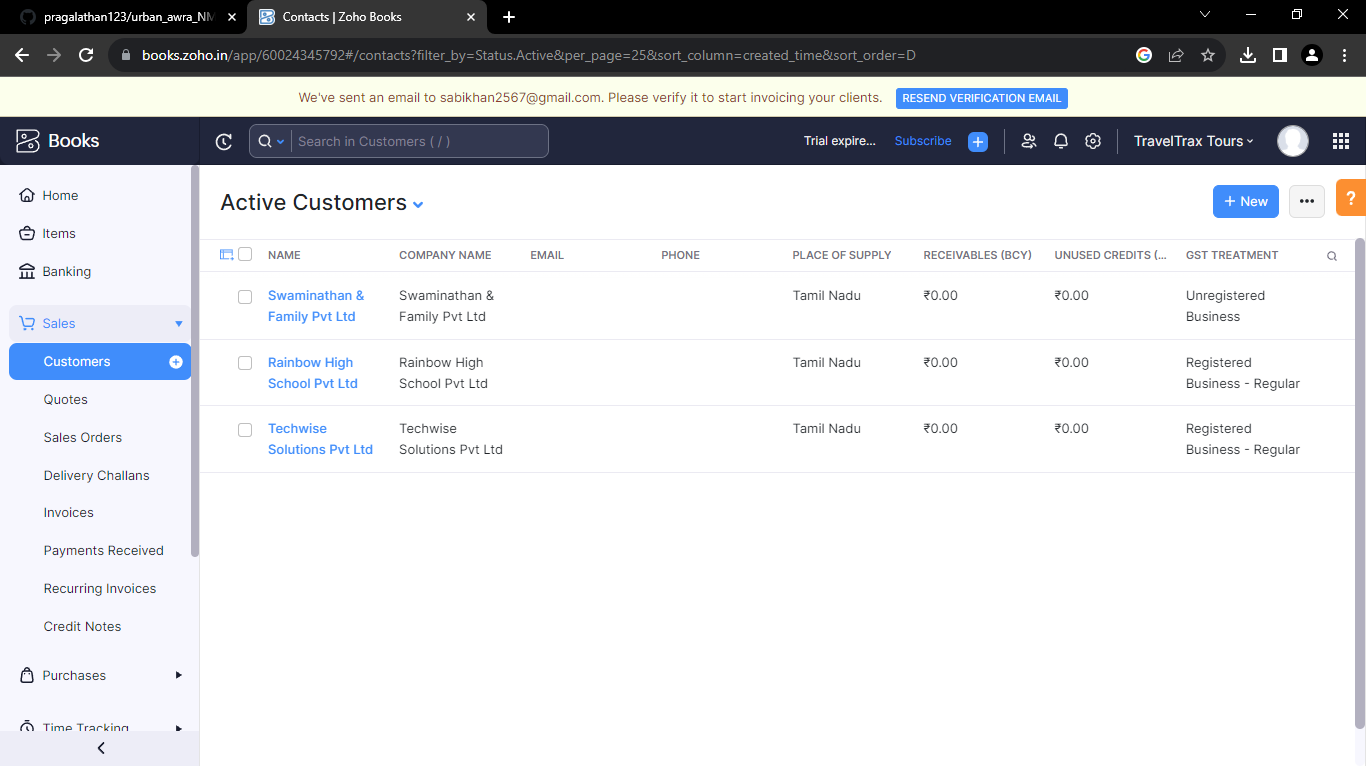 pragalathan123/urban_awra_NM
Contacts | Zoho Books
books.zoho.in/app/60024345792#/contacts?filter_by=Status.Active&per_page=25&sort_column=created_time&sort_order=D
We've sent an email to sabikhan2567@gmail.com. Please verify it to start invoicing your clients. RESEND VERIFICATION EMAIL
Books
Search in Customers ( / )
Trial expire... Subscribe
TravelTrax Tours
Home
Items
Banking
Sales
Customers
Quotes
Sales Orders
Delivery Challans
Invoices
Payments Received
Recurring Invoices
Credit Notes
Purchases
Time Tracking
Active Customers
+ New
?
NAME COMPANY NAME EMAIL PHONE PLACE OF SUPPLY RECEIVABLES (BCY) UNUSED CREDITS (... GST TREATMENT
Swaminathan & Swaminathan & Tamil Nadu ₹0.00 ₹0.00 Unregistered
Family Pvt Ltd Family Pvt Ltd Business
Rainbow High Rainbow High Tamil Nadu ₹0.00 ₹0.00 Registered
School Pvt Ltd School Pvt Ltd Business - Regular
Techwise Techwise Tamil Nadu ₹0.00 ₹0.00 Registered
Solutions Pvt Ltd Solutions Pvt Ltd Business - Regular